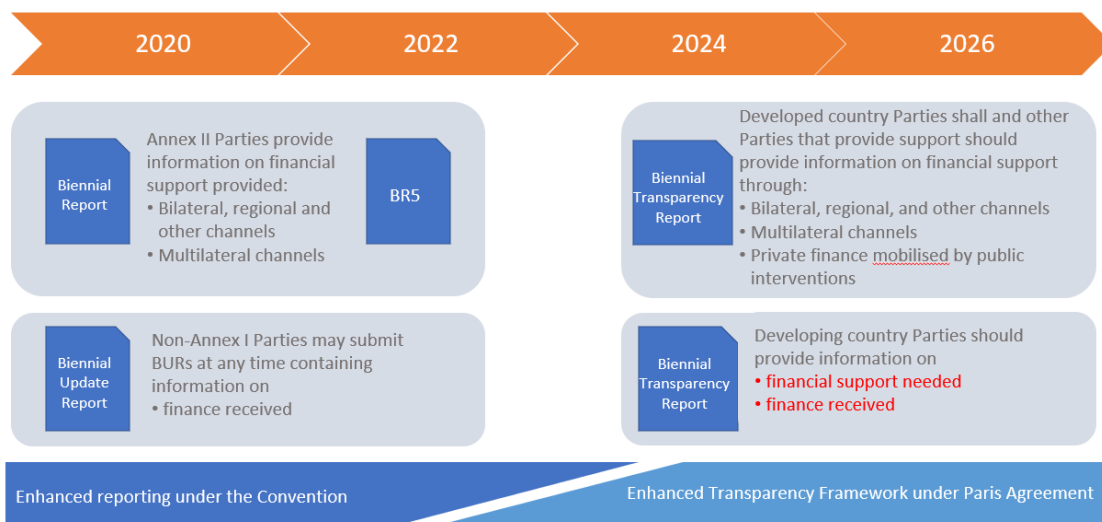 2020
2022
2024
2026
Biennial
Report
Annex II Parties provide
information on financial
support provided:
• Bilateral, regional and
other channels
• Multilateral channels
BR5
Biennial
Transparency
Report
Developed country Parties shall and other
Parties that provide support should
provide information on financial support
through:
• Bilateral, regional, and other channels
• Multilateral channels
• Private finance mobilised by public
interventions
Biennial
Update
Report
Non-Annex I Parties may submit
BURs at any time containing
information on
• finance received
Biennial
Transparency
Report
Developing country Parties should
provide information on
• financial support needed
• finance received
Enhanced reporting under the Convention
Enhanced Transparency Framework under Paris Agreement